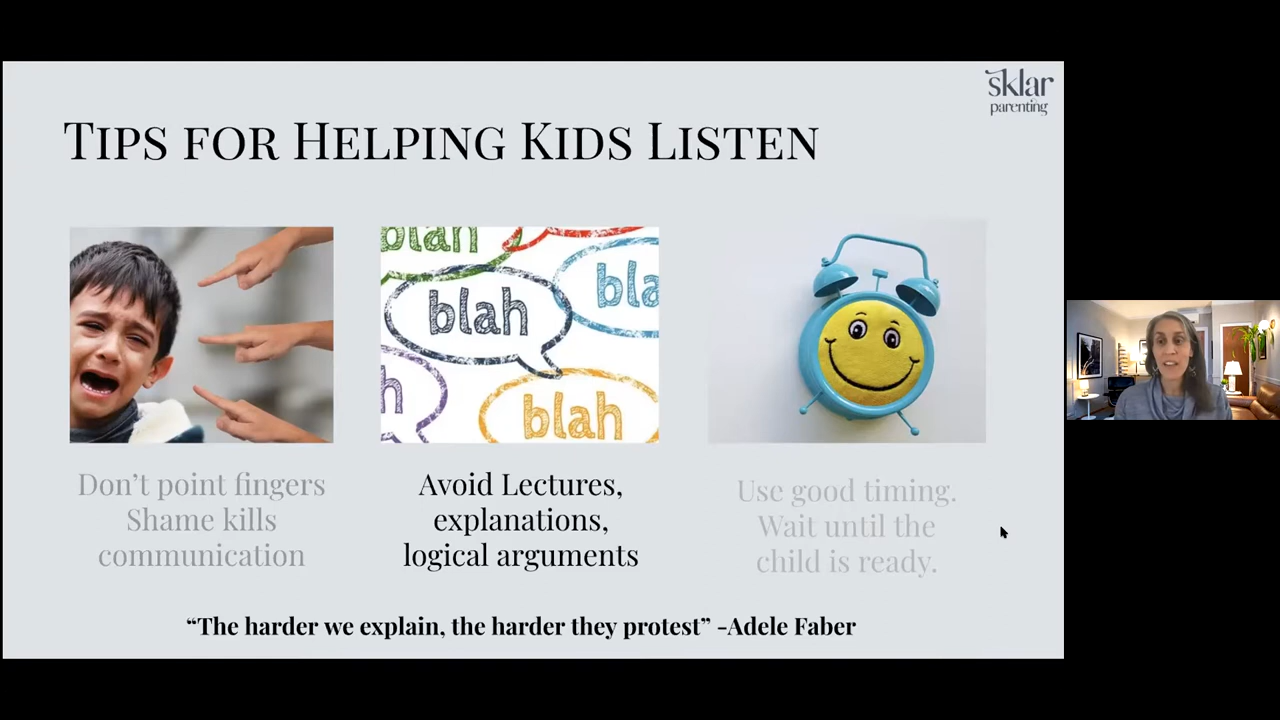 sklar
parenting
Tips for Helping Kids Listen
blah
blah
bla
h
blah
Don’t point fingers
Shame kills
communication
Avoid Lectures,
explanations,
logical arguments
Use good timing.
Wait until the
child is ready.
“The harder we explain, the harder they protest” -Adele Faber